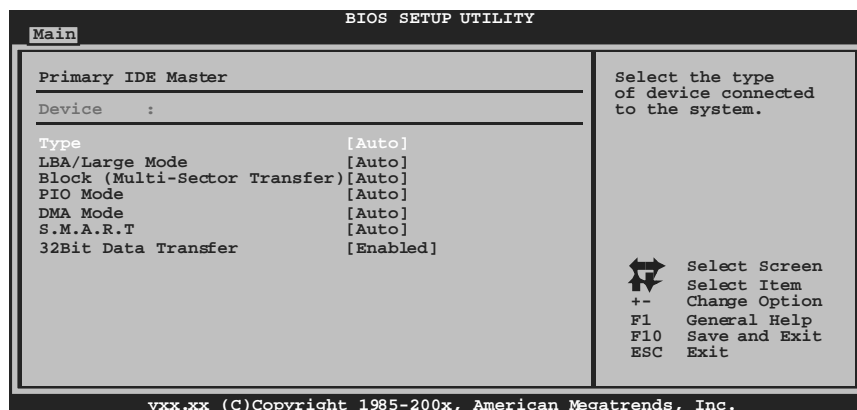 BIOS SETUP UTILITY
Main
Primary IDE Master
Device :
Type [Auto]
LBA/Large Mode [Auto]
Block (Multi-Sector Transfer)[Auto]
PIO Mode [Auto]
DMA Mode [Auto]
S.M.A.R.T [Auto]
32Bit Data Transfer [Enabled]
Select the type
of device connected
to the system.
Select Screen
Select Item
+- Change Option
F1 General Help
F10 Save and Exit
ESC Exit
vxx.xx (C)Copyright 1985-200x, American Megatrends, Inc.